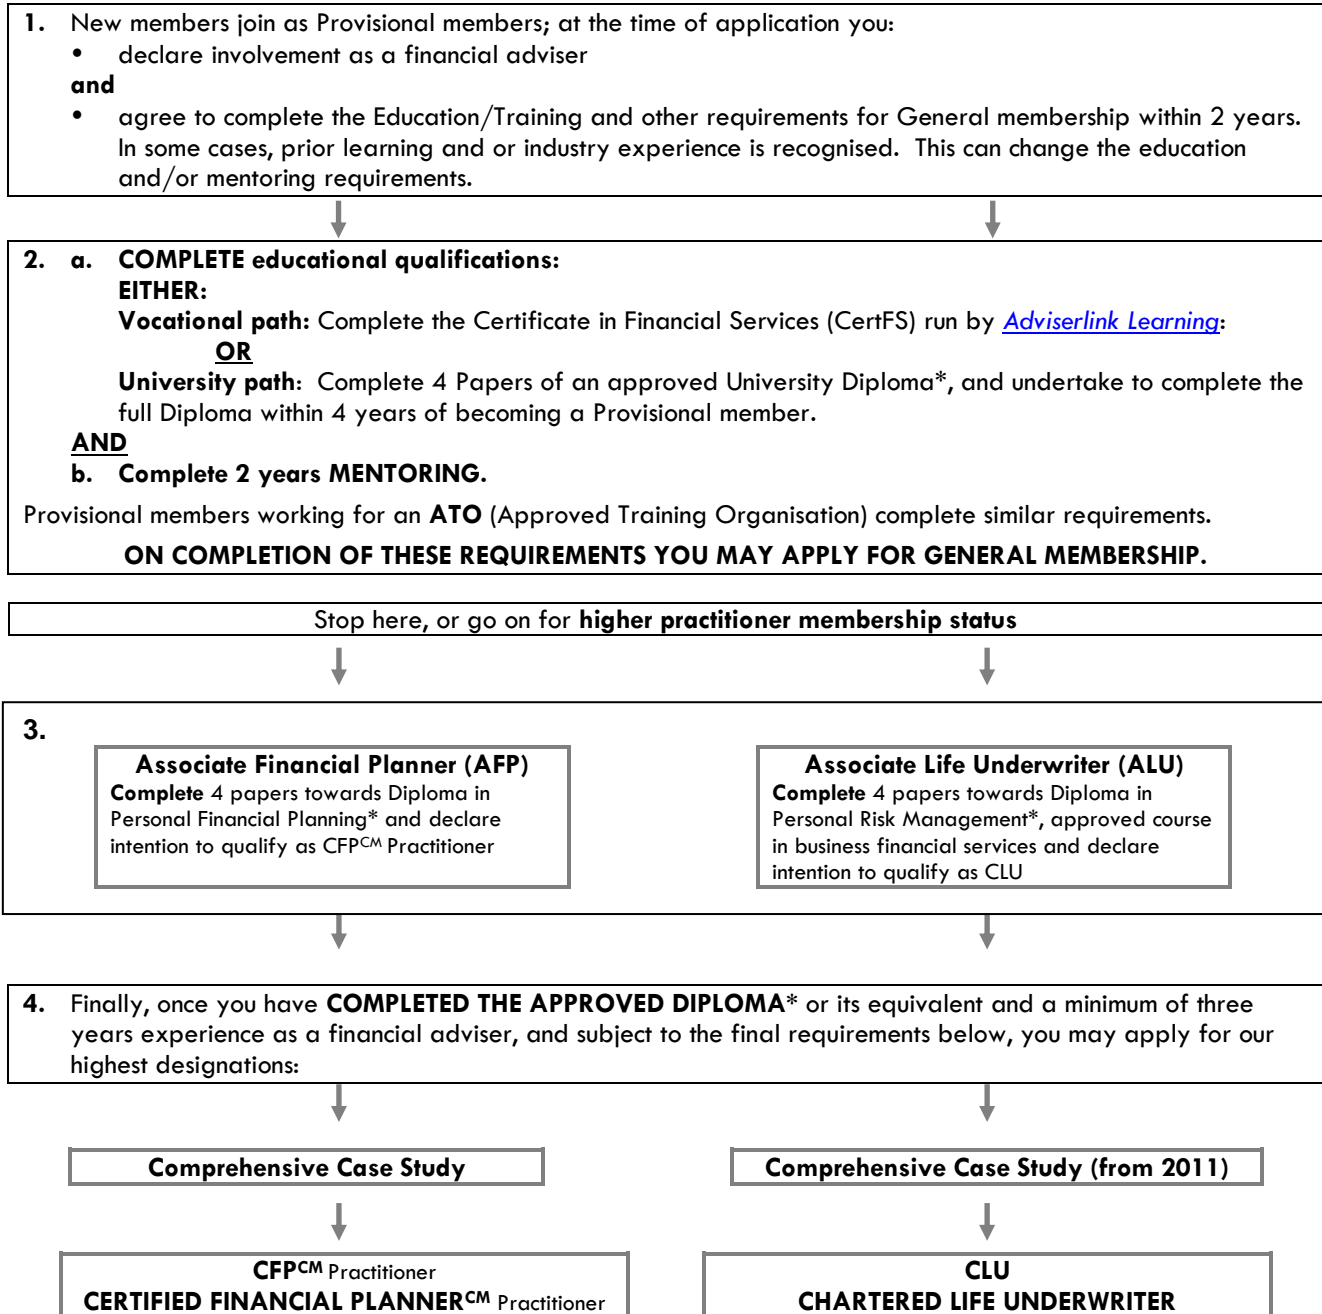 1. New members join as Provisional members; at the time of application you:
• declare involvement as a financial adviser
and
• agree to complete the Education/Training and other requirements for General membership within 2 years.
In some cases, prior learning and or industry experience is recognised. This can change the education
and/or mentoring requirements.
2. a. COMPLETE educational qualifications:
EITHER:
Vocational path: Complete the Certificate in Financial Services (CertFS) run by Adviserlink Learning:
OR
University path: Complete 4 Papers of an approved University Diploma*, and undertake to complete the
full Diploma within 4 years of becoming a Provisional member.
AND
b. Complete 2 years MENTORING.
Provisional members working for an ATO (Approved Training Organisation) complete similar requirements.
ON COMPLETION OF THESE REQUIREMENTS YOU MAY APPLY FOR GENERAL MEMBERSHIP.
Stop here, or go on for higher practitioner membership status
3.
Associate Financial Planner (AFP)
Complete 4 papers towards Diploma in
Personal Financial Planning* and declare
intention to qualify as CFPCM Practitioner
Associate Life Underwriter (ALU)
Complete 4 papers towards Diploma in
Personal Risk Management*, approved course
in business financial services and declare
intention to qualify as CLU
4. Finally, once you have COMPLETED THE APPROVED DIPLOMA* or its equivalent and a minimum of three
years experience as a financial adviser, and subject to the final requirements below, you may apply for our
highest designations:
Comprehensive Case Study
Comprehensive Case Study (from 2011)
CFPCM Practitioner
CERTIFIED FINANCIAL PLANNERCM Practitioner
CLU
CHARTERED LIFE UNDERWRITER